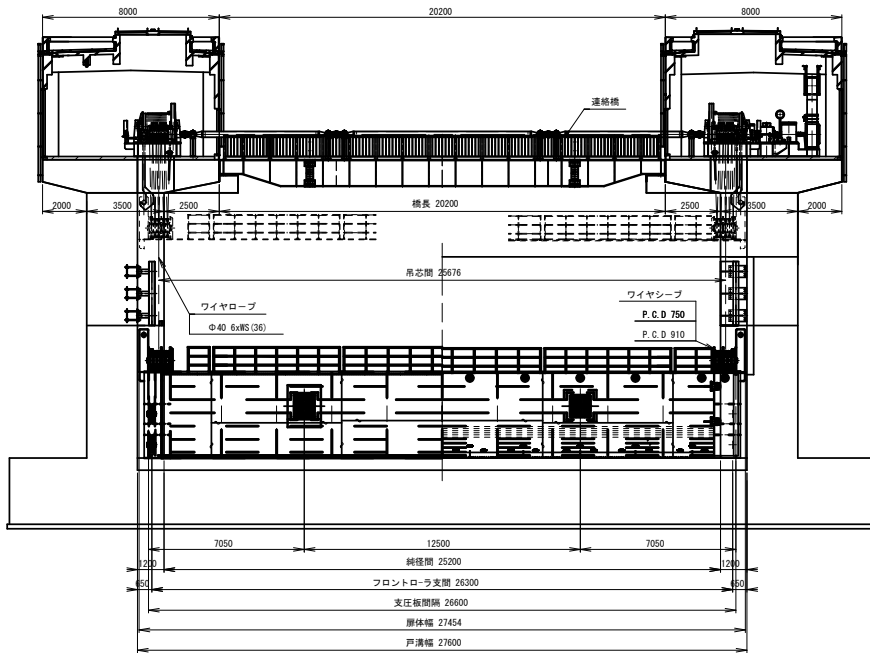 8000
20200
8000
連絡橋
2000
3500
2500
橋長 20200
2500
3500
2000
吊芯間 25676
ワイヤロープ
Φ40 6xWS(36)
ワイヤシーブ
P.C.D 750
P.C.D 910
7050
12500
7050
1200
純径間 25200
1200
650
フロントローラ支間 26300
650
支圧板間隔 26600
扉体幅 27454
戸溝幅 27600